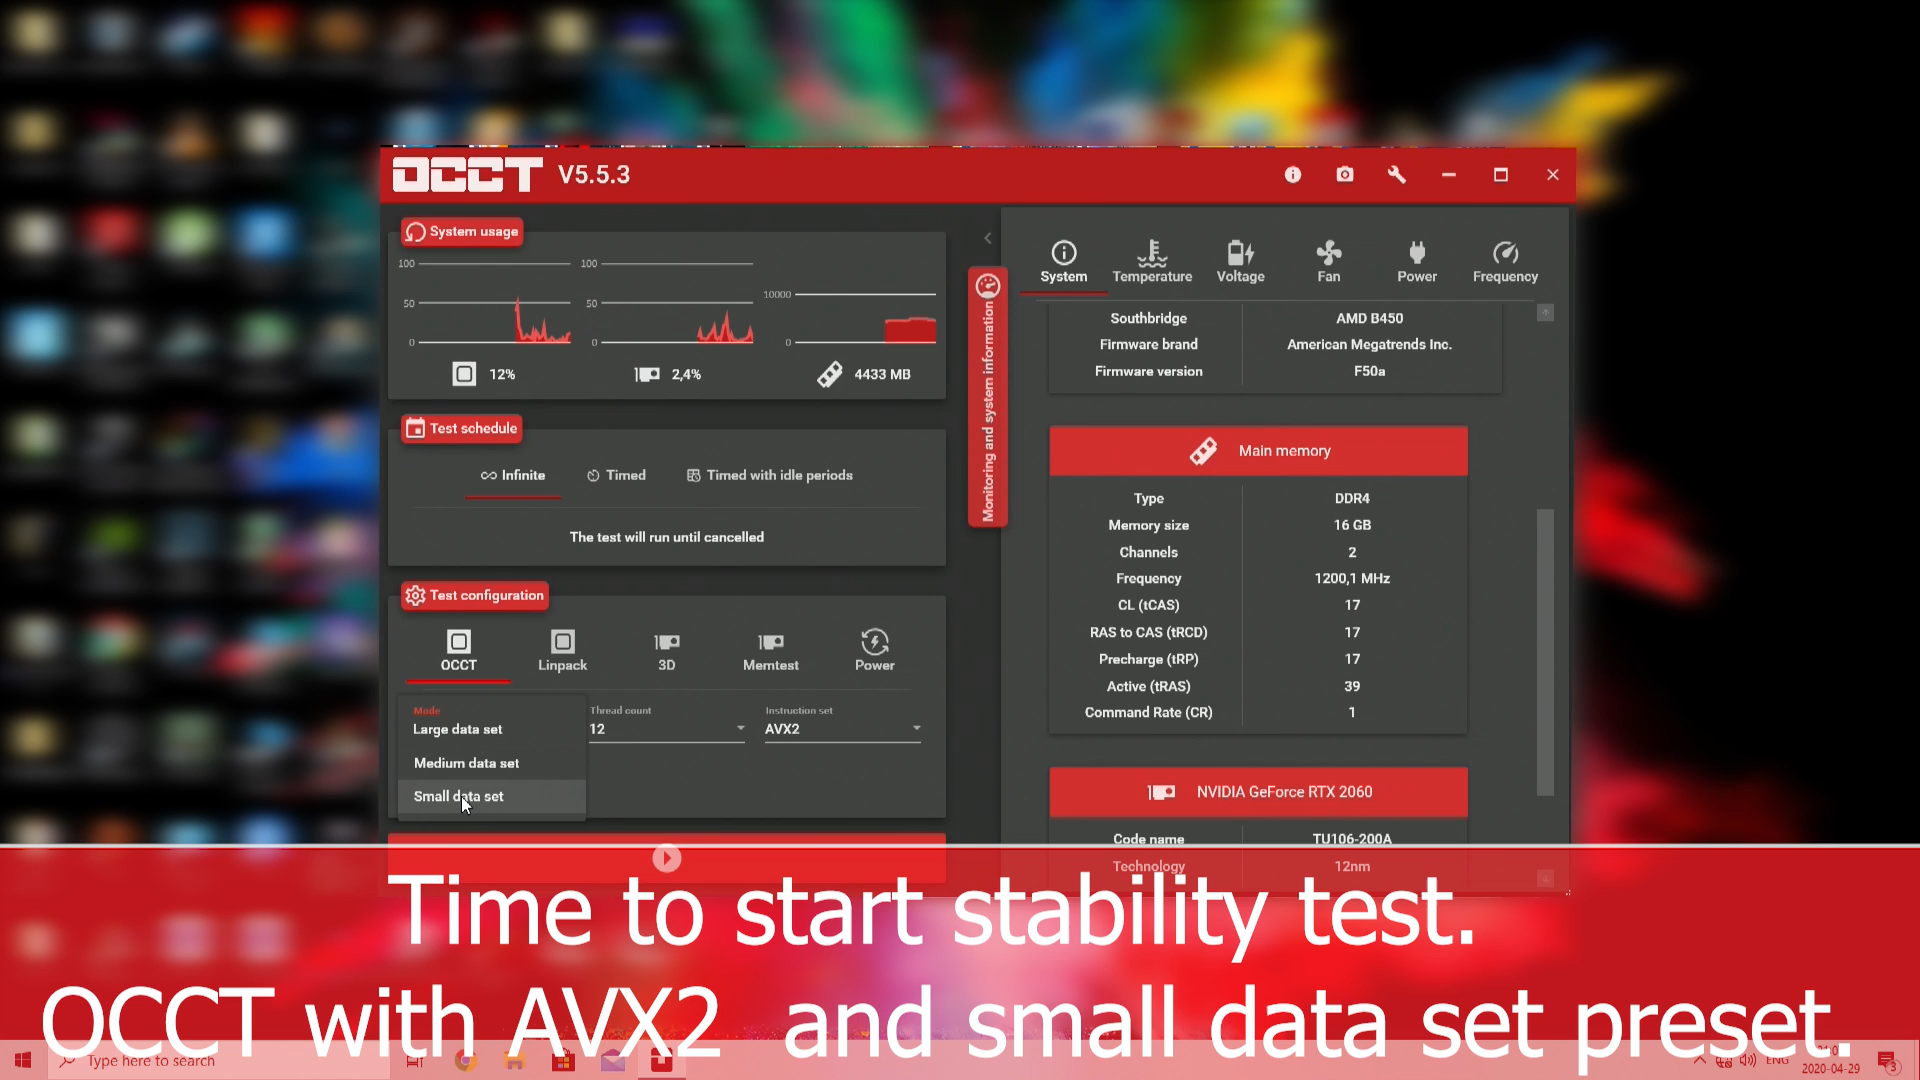 OCCT V5.5.3
System usage
100
50
0
100
50
0
10000
0
12%
2,4%
4433 MB
Test schedule
Infinite
Timed
Timed with idle periods
The test will run until cancelled
Test configuration
OCCT
Linpack
3D
Memtest
Power
Mode
Large data set
Medium data set
Small data set
Thread count
12
Instruction set
AVX2
Monitoring and system information
System
Temperature
Voltage
Fan
Power
Frequency
Southbridge AMD B450
Firmware brand American Megatrends Inc.
Firmware version F50a
Main memory
Type DDR4
Memory size 16 GB
Channels 2
Frequency 1200,1 MHz
CL (tCAS) 17
RAS to CAS (tRCD) 17
Precharge (tRP) 17
Active (tRAS) 39
Command Rate (CR) 1
NVIDIA GeForce RTX 2060
Code name TU106-200A
Technology 12nm
Time to start stability test.
OCCT with AVX2 and small data set preset.
Type here to search
ENG
2020-04-29
3